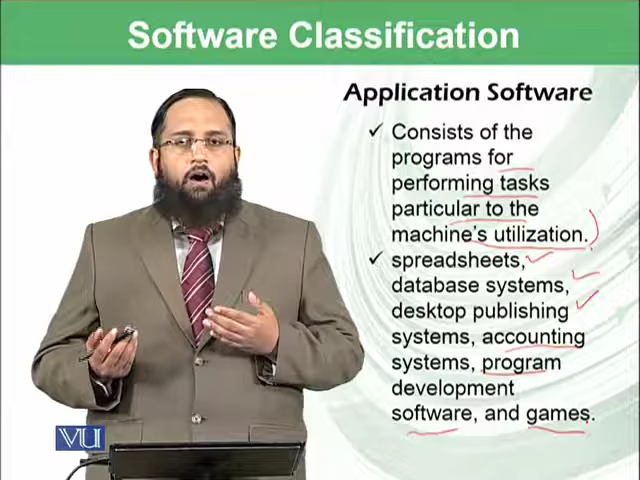 Software Classification
Application Software
✓ Consists of the
programs for
performing tasks
particular to the
machine's utilization.
✓ spreadsheets,
database systems,
desktop publishing
systems, accounting
systems, program
development
software, and games.
VU